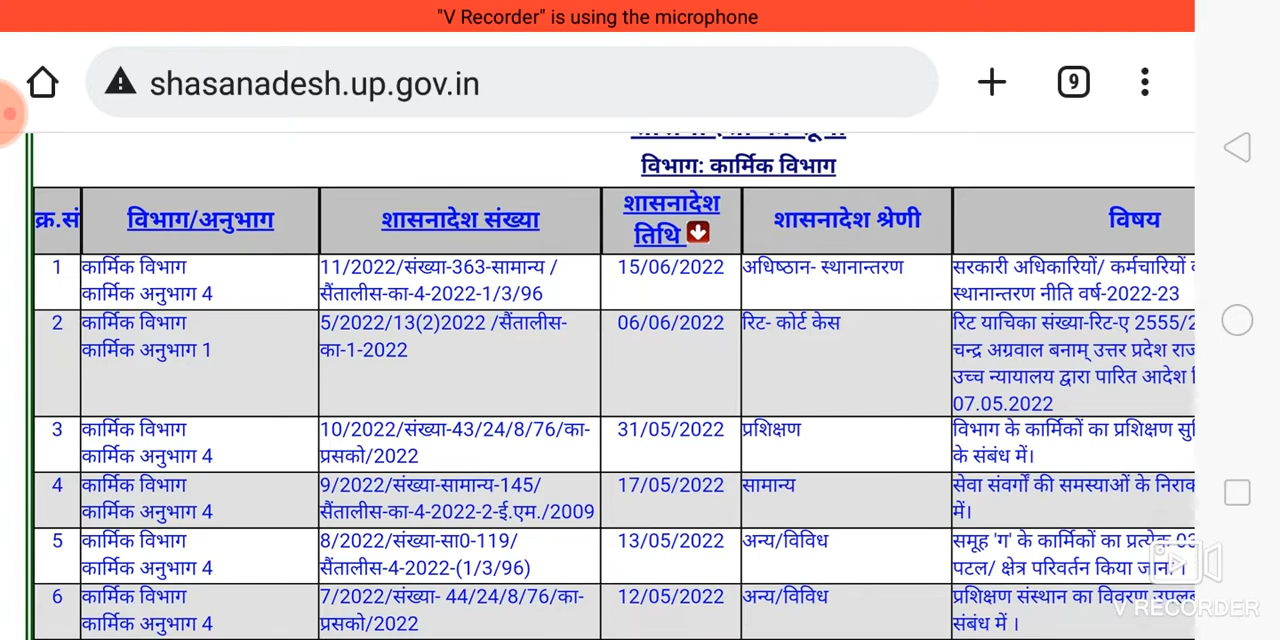 "V Recorder" is using the microphone
shasanadesh.up.gov.in
9
विभाग: कार्मिक विभाग
क्र.सं
विभाग/अनुभाग
शासनादेश संख्या
शासनादेश
तिथि
शासनादेश श्रेणी
विषय
1
कार्मिक विभाग
कार्मिक अनुभाग 4
11/2022/संख्या-363-सामान्य /
सैंतालीस-का-4-2022-1/3/96
15/06/2022
अधिष्ठान- स्थानान्तरण
सरकारी अधिकारियों/ कर्मचारियों
स्थानान्तरण नीति वर्ष-2022-23
2
कार्मिक विभाग
कार्मिक अनुभाग 1
5/2022/13(2)2022 /सैंतालीस-
का-1-2022
06/06/2022
रिट- कोर्ट केस
रिट याचिका संख्या-रिट-ए 2555/2
चन्द्र अग्रवाल बनाम् उत्तर प्रदेश
उच्च न्यायालय द्वारा पारित आदेश
07.05.2022
3
कार्मिक विभाग
कार्मिक अनुभाग 4
10/2022/संख्या-43/24/8/76/का-
प्रसको/2022
31/05/2022
प्रशिक्षण
विभाग के कार्मिकों का प्रशिक्षण
के संबंध में।
4
कार्मिक विभाग
कार्मिक अनुभाग 4
9/2022/संख्या-सामान्य-145/
सैंतालीस-का-4-2022-2-ई.एम./2009
17/05/2022
सामान्य
सेवा संवर्गों की समस्याओं के
में।
5
कार्मिक विभाग
कार्मिक अनुभाग 4
8/2022/संख्या-सा0-119/
सैंतालीस-4-2022-(1/3/96)
13/05/2022
अन्य/विविध
समूह 'ग' के कार्मिकों का प्रत्येक 03
पटल/ क्षेत्र परिवर्तन किया जाना ।
6
कार्मिक विभाग
कार्मिक अनुभाग 4
7/2022/संख्या- 44/24/8/76/का-
प्रसको/2022
12/05/2022
अन्य/विविध
प्रशिक्षण संस्थान का विवरण
संबंध में ।
V RECORDER